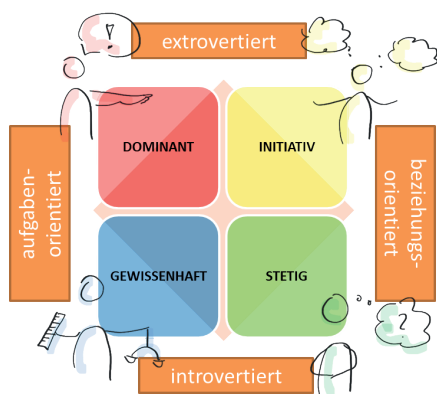 extrovertiert
DOMINANT
INITIATIV
aufgaben-
orientiert
beziehungs-
orientiert
GEWISSENHAFT
STETIG
?
introvertiert